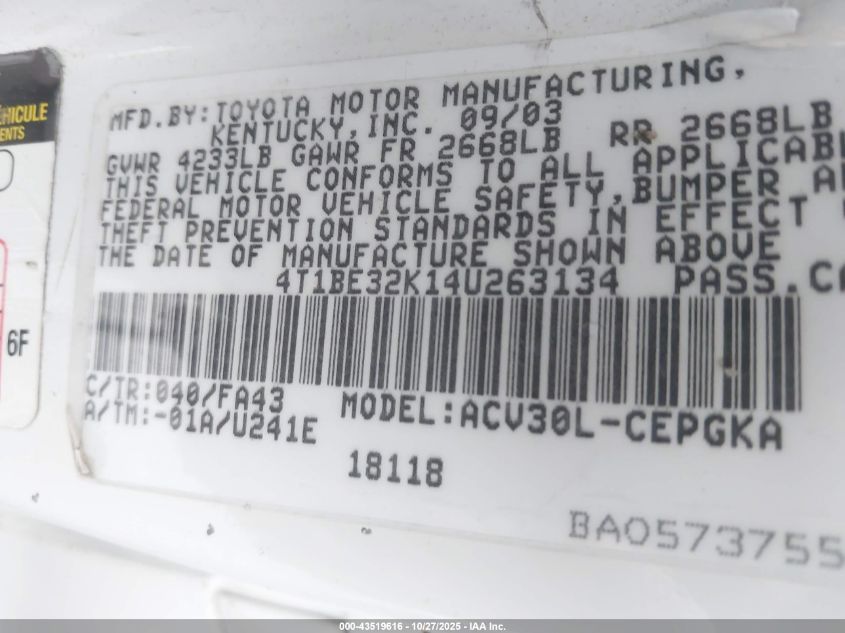 VEHICULE
ENTS
6F
MFD.BY:TOYOTA MOTOR MANUFACTURING,
KENTUCKY,INC. 09/03
GVWR 4233LB GAWR FR 2668LB RR 2668LB
THIS VEHICLE CONFORMS TO ALL APPLICAB
FEDERAL MOTOR VEHICLE SAFETY,BUMPER A
THEFT PREVENTION STANDARDS IN EFFECT
THE DATE OF MANUFACTURE SHOWN ABOVE
4T1BE32K14U263134 PASS.CA
C/TR:040/FA43 MODEL:ACV30L-CEPGKA
A/TM:-01A/U241E
18118
BA0573755
000-43519616 - 10/27/2025 - IAA Inc.